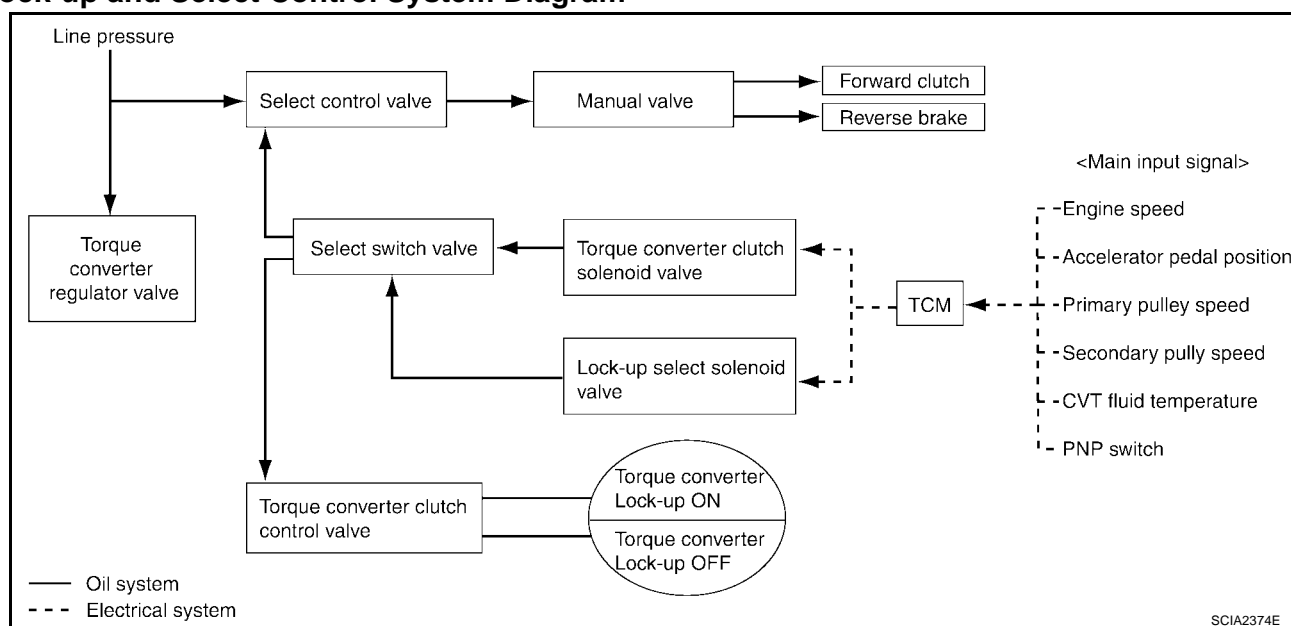 ock-up and Select Control System Diagram
Line pressure
Select control valve
Manual valve
Forward clutch
Reverse brake
<Main input signal>
Torque
converter
regulator valve
Select switch valve
Torque converter clutch
solenoid valve
Lock-up select solenoid
valve
TCM
Engine speed
Accelerator pedal position
Primary pulley speed
Secondary pully speed
CVT fluid temperature
PNP switch
Torque converter clutch
control valve
Torque converter
Lock-up ON
Torque converter
Lock-up OFF
Oil system
Electrical system
SCIA2374E